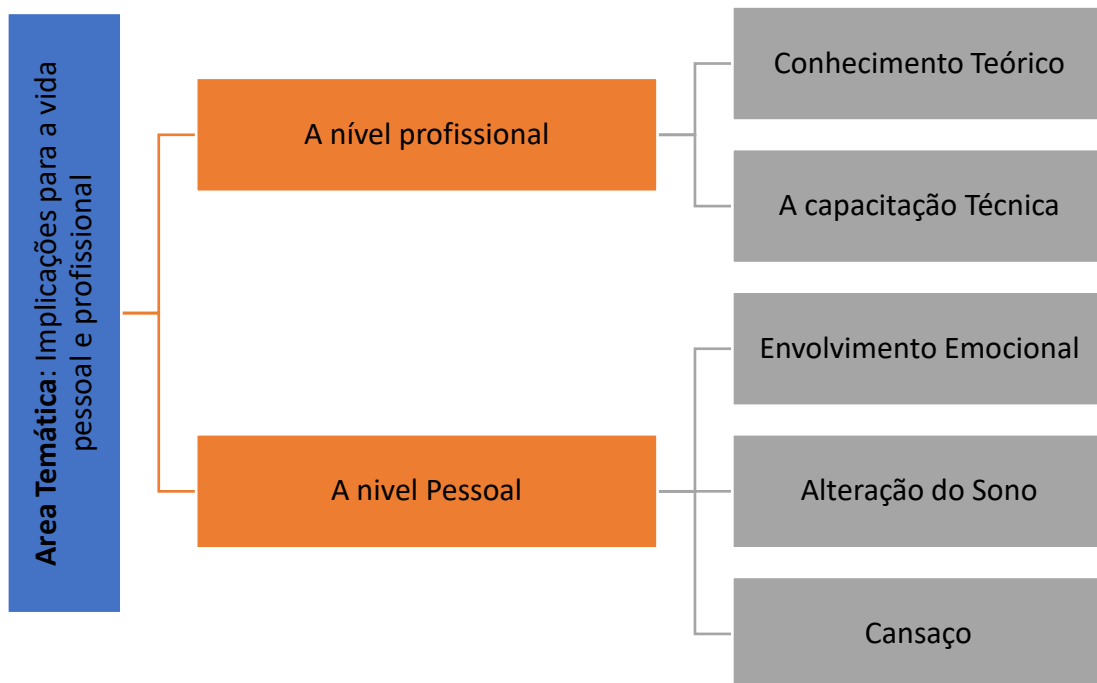 Area Temática: Implicações para a vida
pessoal e profissional
A nível profissional
Conhecimento Teórico
A capacitação Técnica
A nivel Pessoal
Envolvimento Emocional
Alteração do Sono
Cansaço